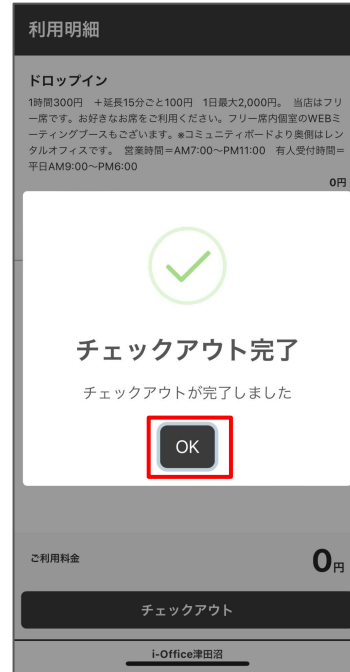 利用明細
ドロップイン
1時間300円　+延長15分ごと100円　1日最大2,000円。　当店はフリ
ー席です。お好きなお席をご利用ください。フリー席内個室のWEBミ
ーティングブースもございます。※コミュニティボードより奥側はレン
タルオフィスです。　営業時間＝AM7:00～PM11:00　有人受付時間＝
平日AM9:00～PM6:00
0円
チェックアウト完了
チェックアウトが完了しました
OK
ご利用料金
0円
チェックアウト
i-Office津田沼